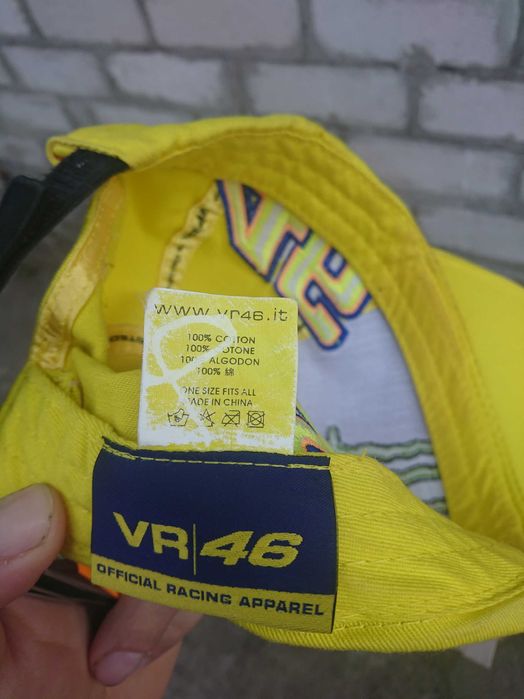 www.vr46.it
100% COTTON
100% COTONE
100% ALGODON
100% 綿
ONE SIZE FITS ALL
MADE IN CHINA
VR|46
OFFICIAL RACING APPAREL